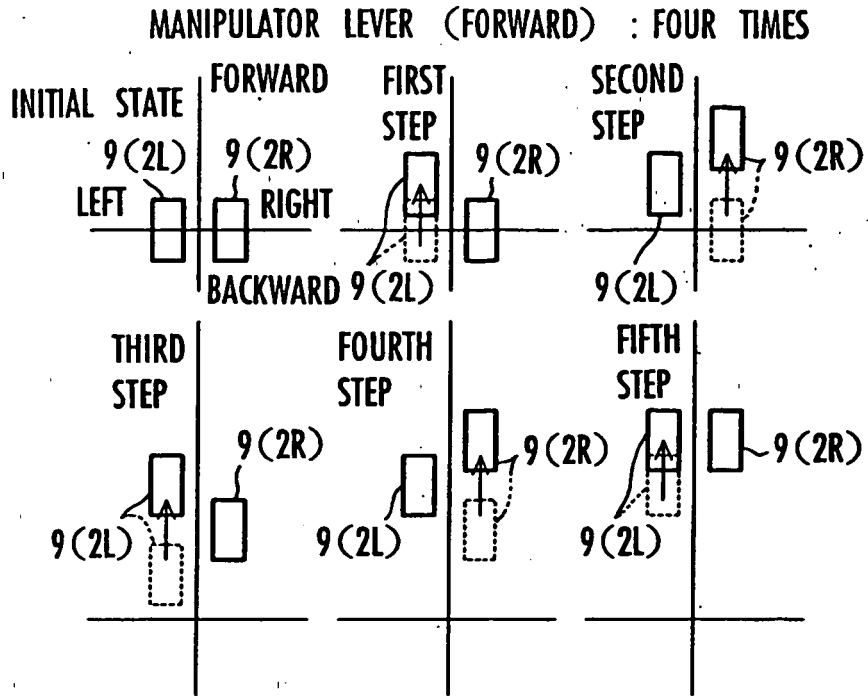 MANIPULATOR LEVER (FORWARD) : FOUR TIMES
INITIAL STATE
FORWARD
9(2L)
9(2R)
LEFT
RIGHT
BACKWARD
FIRST
STEP
9(2R)
9(2L)
SECOND
STEP
9(2R)
9(2L)
THIRD
STEP
9(2R)
9(2L)
FOURTH
STEP
9(2R)
9(2L)
FIFTH
STEP
9(2R)
9(2L)